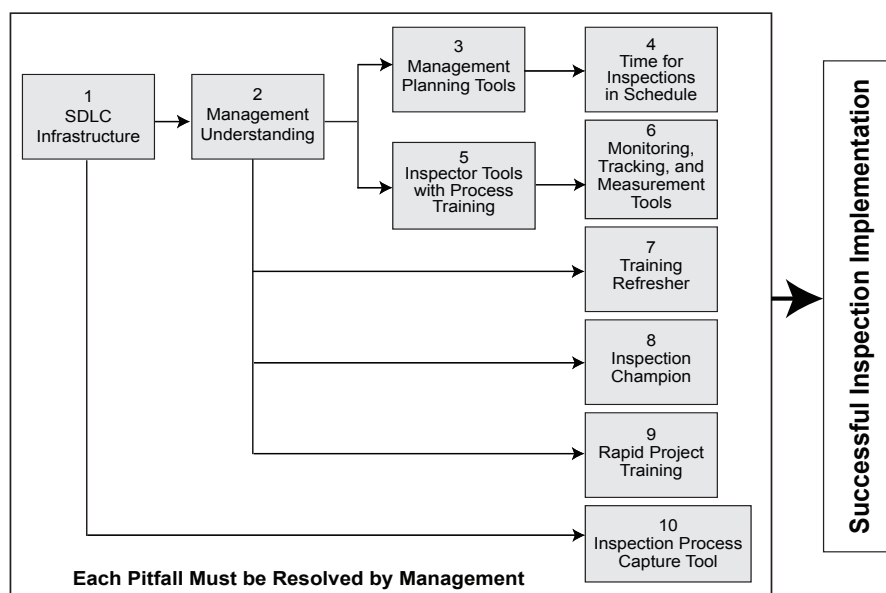 1
SDLC
Infrastructure
2
Management
Understanding
3
Management
Planning Tools
4
Time for
Inspections
in Schedule
5
Inspector Tools
with Process
Training
6
Monitoring,
Tracking, and
Measurement
Tools
7
Training
Refresher
8
Inspection
Champion
9
Rapid Project
Training
10
Inspection Process
Capture Tool
Each Pitfall Must be Resolved by Management
Successful Inspection Implementation